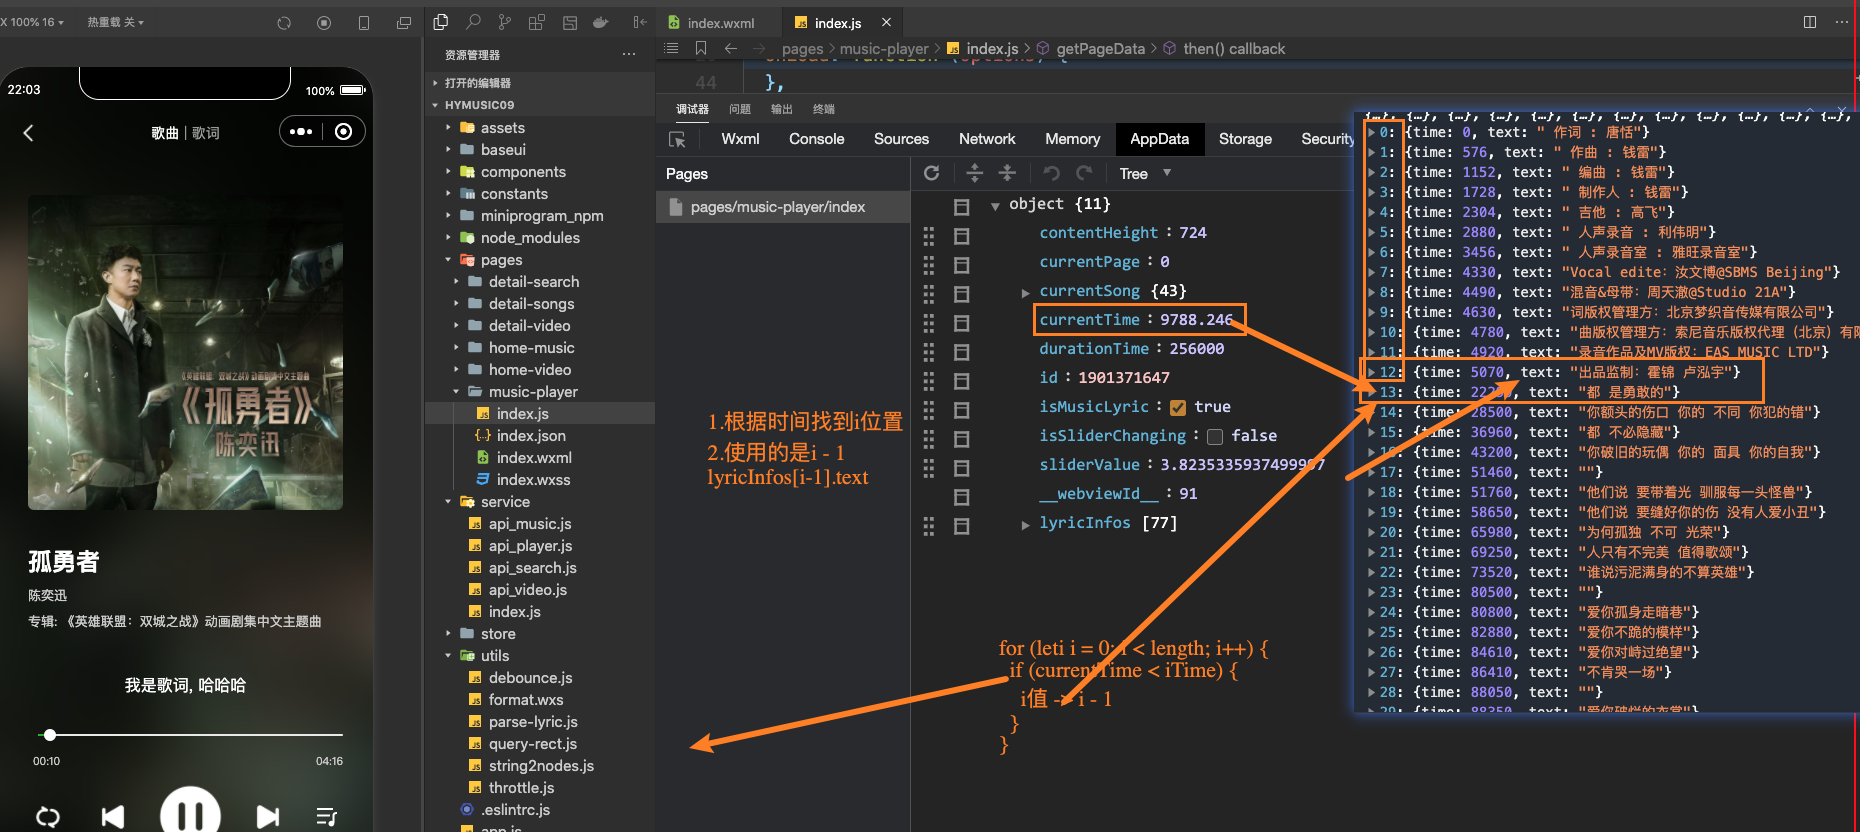 X 100% 16
热重载 关
22:03
100%
歌曲 | 歌词
《英雄联盟：双城之战》动画剧集中文主题曲
《孤勇者》
陈奕迅
孤勇者
陈奕迅
专辑: 《英雄联盟：双城之战》动画剧集中文主题曲
我是歌词, 哈哈哈
00:10
04:16
资源管理器
打开的编辑器
HYMUSIC09
assets
baseui
components
constants
miniprogram_npm
node_modules
pages
detail-search
detail-songs
detail-video
home-music
home-video
music-player
index.js
index.json
index.wxml
index.wxss
service
api_music.js
api_player.js
api_search.js
api_video.js
index.js
store
utils
debounce.js
format.wxs
parse-lyric.js
query-rect.js
string2nodes.js
throttle.js
.eslintrc.js
app.js
index.wxml
index.js
pages > music-player > index.js > getPageData > then() callback
onLoad: function (options) {
44 },
调试器 问题 输出 终端
Wxml Console Sources Network Memory AppData Storage Security
Pages
pages/music-player/index
Tree
object {11}
contentHeight : 724
currentPage : 0
currentSong {43}
currentTime : 9788.246
durationTime : 256000
id : 1901371647
isMusicLyric : true
isSliderChanging : false
sliderValue : 3.823533593749
__webviewId__ : 91
lyricInfos [77]
1.根据时间找到i位置
2.使用的是i - 1
lyricInfos[i-1].text
for (leti i = 0; i < length; i++) {
if (currentTime < iTime) {
i值 -> i - 1
}
}
{…}, {…}, {…}, {…}, {…}, {…}, {…}, {…}, {…}, {…}, {…}, {…},
0: {time: 0, text: " 作词 : 唐恬"}
1: {time: 576, text: " 作曲 : 钱雷"}
2: {time: 1152, text: " 编曲 : 钱雷"}
3: {time: 1728, text: " 制作人 : 钱雷"}
4: {time: 2304, text: " 吉他 : 高飞"}
5: {time: 2880, text: " 人声录音 : 利伟明"}
6: {time: 3456, text: " 人声录音室 : 雅旺录音室"}
7: {time: 4330, text: "Vocal edite：汝文博@SBMS Beijing"}
8: {time: 4490, text: "混音&母带：周天澈@Studio 21A"}
9: {time: 4630, text: "词版权管理方：北京梦织音传媒有限公司"}
10: {time: 4780, text: "曲版权管理方：索尼音乐版权代理（北京）有限
11: {time: 4920, text: "录音作品及MV版权：EAS MUSIC LTD"}
12: {time: 5070, text: "出品监制：霍锦 卢泓宇"}
13: {time: 22, text: "都 是勇敢的"}
14: {time: 28500, text: "你额头的伤口 你的 不同 你犯的错"}
15: {time: 36960, text: "都 不必隐藏"}
16: {time: 43200, text: "你破旧的玩偶 你的 面具 你的自我"}
17: {time: 51460, text: ""}
18: {time: 51760, text: "他们说 要带着光 驯服每一头怪兽"}
19: {time: 58650, text: "他们说 要缝好你的伤 没有人爱小丑"}
20: {time: 65980, text: "为何孤独 不可 光荣"}
21: {time: 69250, text: "人只有不完美 值得歌颂"}
22: {time: 73520, text: "谁说污泥满身的不算英雄"}
23: {time: 80500, text: ""}
24: {time: 80800, text: "爱你孤身走暗巷"}
25: {time: 82880, text: "爱你不跪的模样"}
26: {time: 84610, text: "爱你对峙过绝望"}
27: {time: 86410, text: "不肯哭一场"}
28: {time: 88050, text: ""}
29: {time: 88350, text: "爱你破烂的衣裳"}